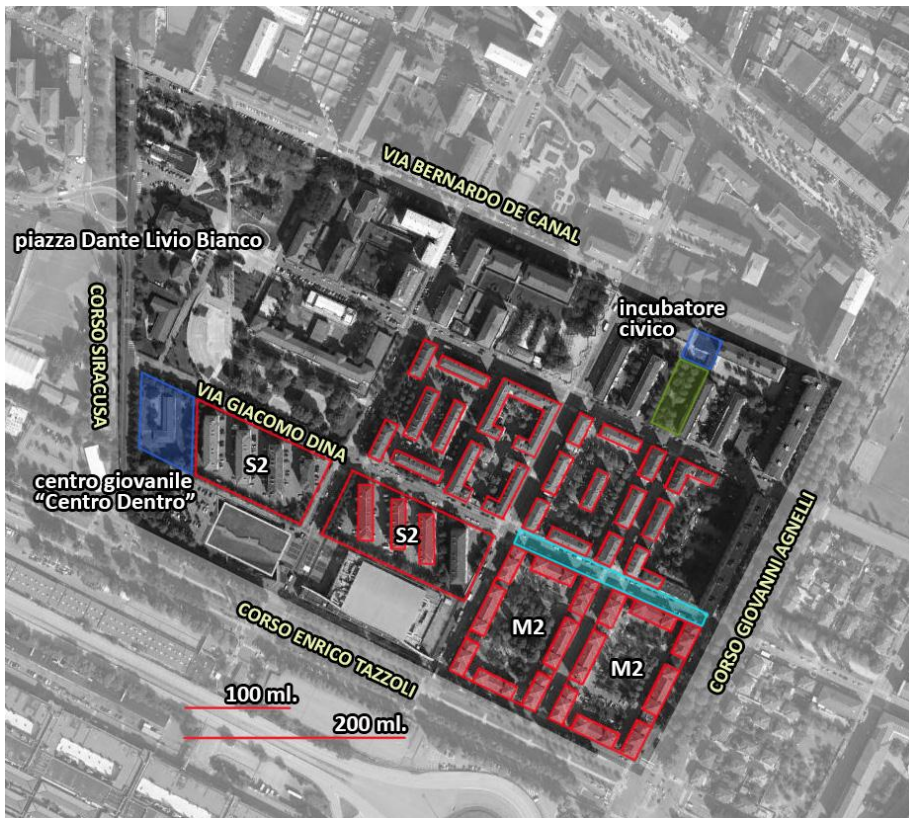 VIA BERNARDO DE CANAL
piazza Dante Livio Bianco
CORSO SIRACUSA
incubatore
civico
VIA GIACOMO DINA
S2
centro giovanile
“Centro Dentro”
S2
CORSO GIOVANNI AGNELLI
M2
M2
CORSO ENRICO TAZZOLI
100 ml.
200 ml.